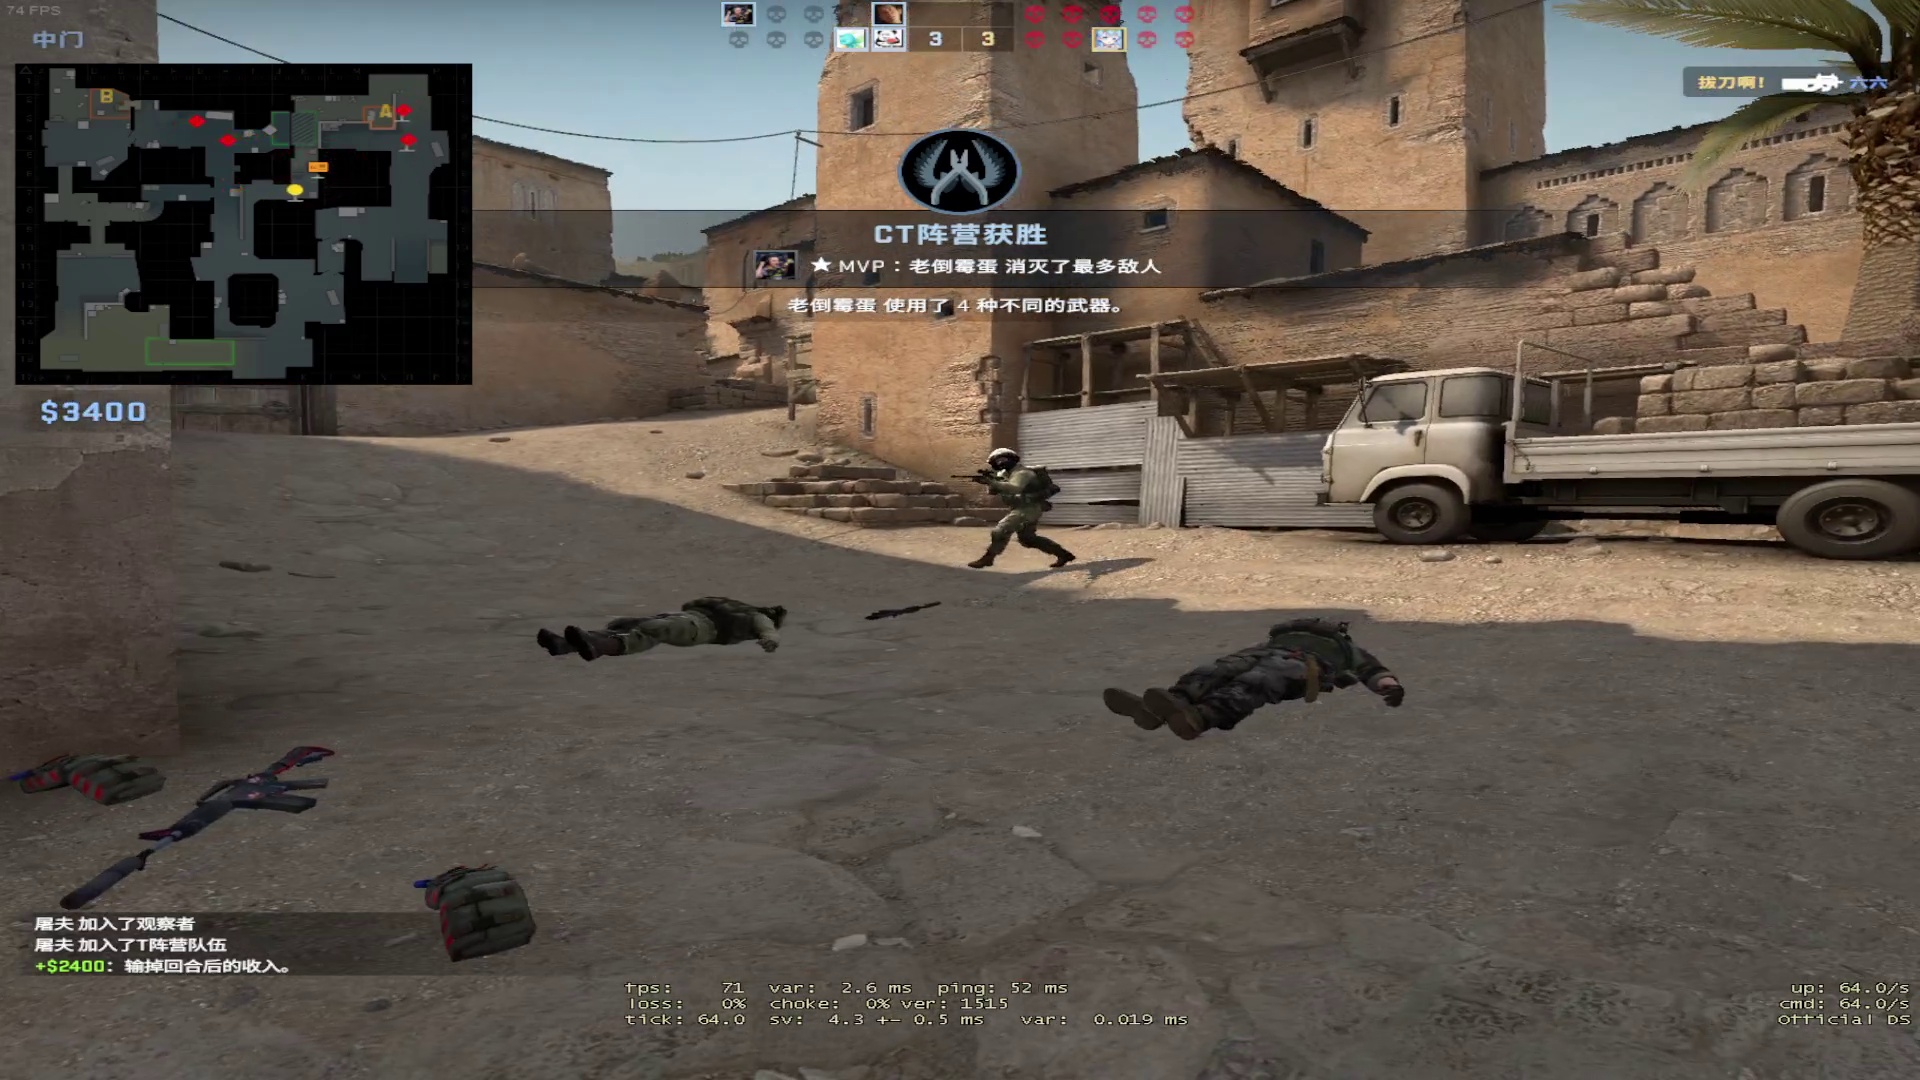 74 FPS
中门
B
A
$3400
3
3
拔刀啊！
六六
CT阵营获胜
★ MVP：老倒霉蛋 消灭了最多敌人
老倒霉蛋 使用了 4 种不同的武器。
屠夫 加入了观察者
屠夫 加入了T阵营队伍
+$2400：输掉回合后的收入。
fps: 71 var: 2.6 ms ping: 52 ms
loss: 0% choke: 0% ver: 1515
tick: 64.0 sv: 4.3 +- 0.5 ms var: 0.019 ms
up: 64.0/s
cmd: 64.0/s
Official DS